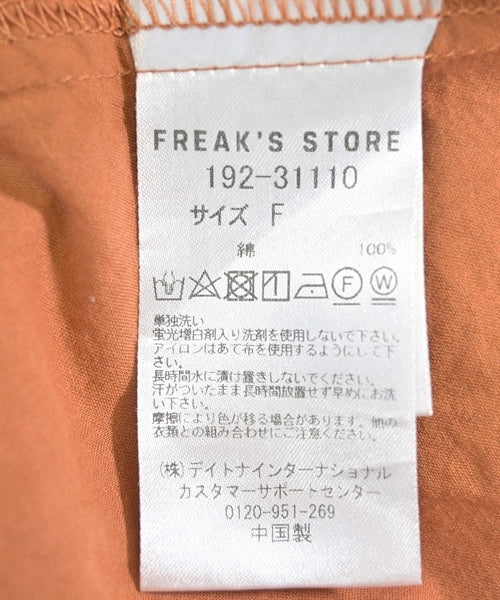 FREAK'S STORE
192-31110
サイズ F
綿 100%
F W
単独洗い
蛍光増白剤入り洗剤を使用しないで下さい。
アイロンはあて布を使用するようにして下
さい。
長時間水に漬け置きしないでください。
汗がついたまま長時間放置せず早めにお洗
い下さい。
摩擦により色が移る場合があります。他の
衣類との組み合わせにご注意ください。
(株)デイトナインターナショナル
カスタマーサポートセンター
0120-951-269
中国製